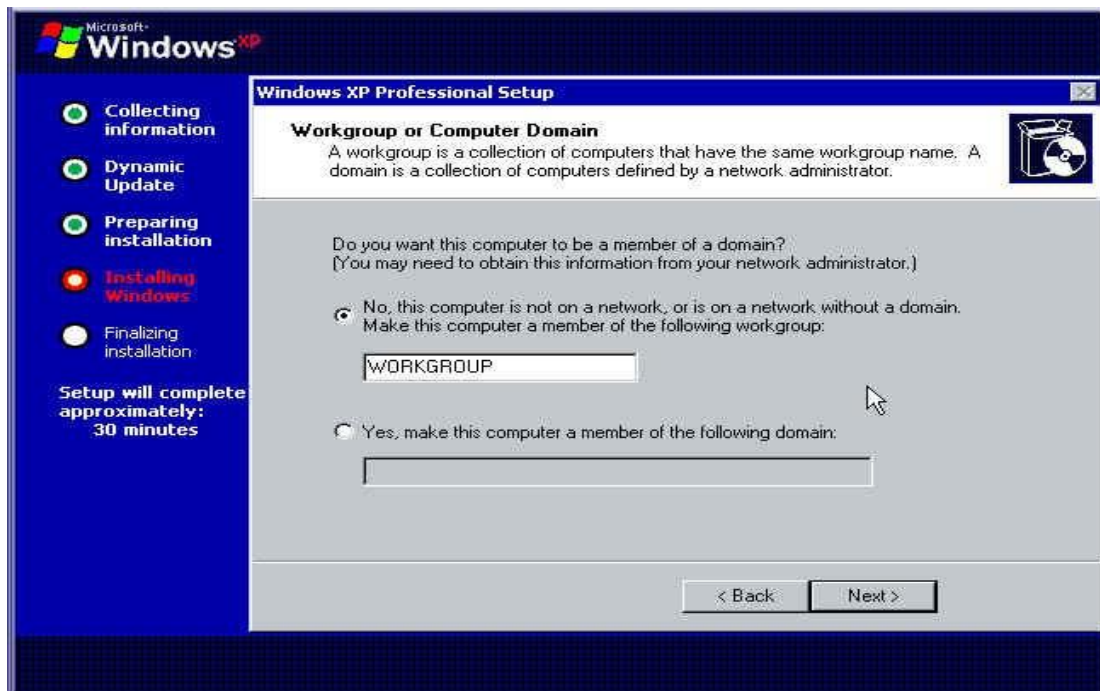 Microsoft·
Windows xp
Collecting
information
Dynamic
Update
Preparing
installation
Installing
Windows
Finalizing
installation
Setup will complete
approximately:
30 minutes
Windows XP Professional Setup
Workgroup or Computer Domain
A workgroup is a collection of computers that have the same workgroup name. A
domain is a collection of computers defined by a network administrator.
Do you want this computer to be a member of a domain?
(You may need to obtain this information from your network administrator.)
No, this computer is not on a network, or is on a network without a domain.
Make this computer a member of the following workgroup:
WORKGROUP
Yes, make this computer a member of the following domain:
< Back
Next >